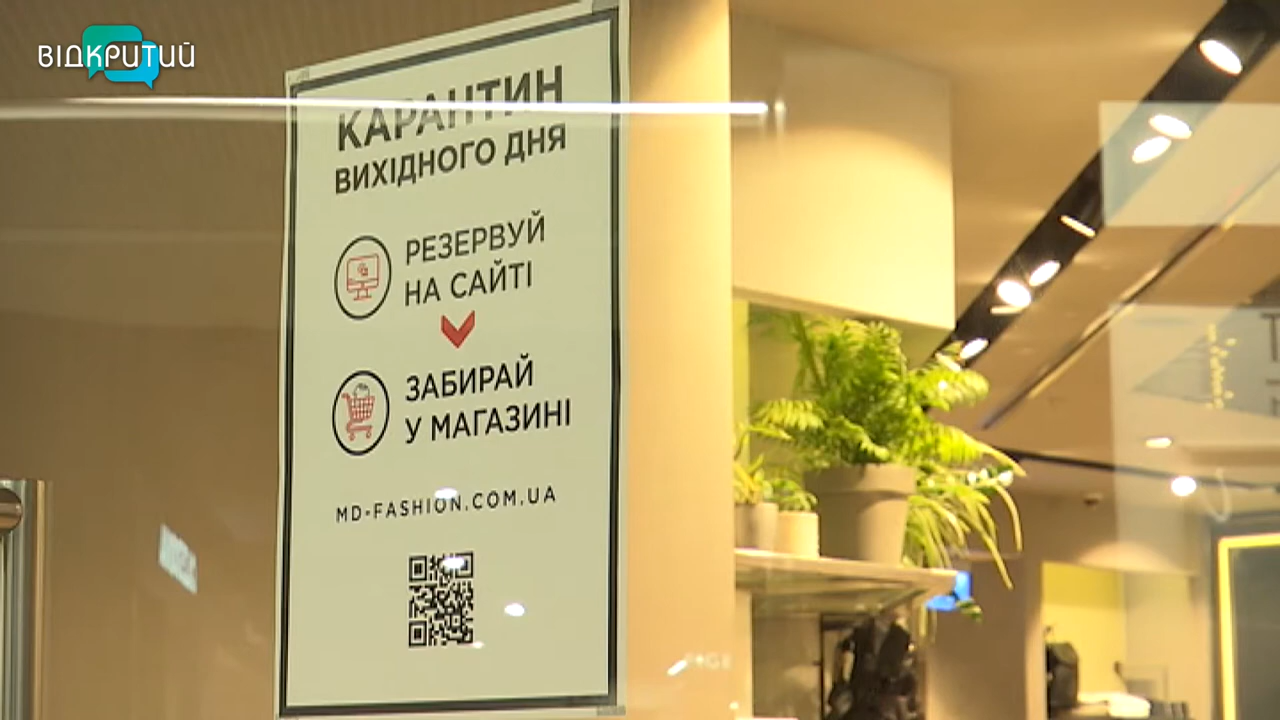 ВІДКРИТИЙ
КАРАНТИН
ВИХІДНОГО ДНЯ
РЕЗЕРВУЙ
НА САЙТІ
ЗАБИРАЙ
У МАГАЗИНІ
MD-FASHION.COM.UA